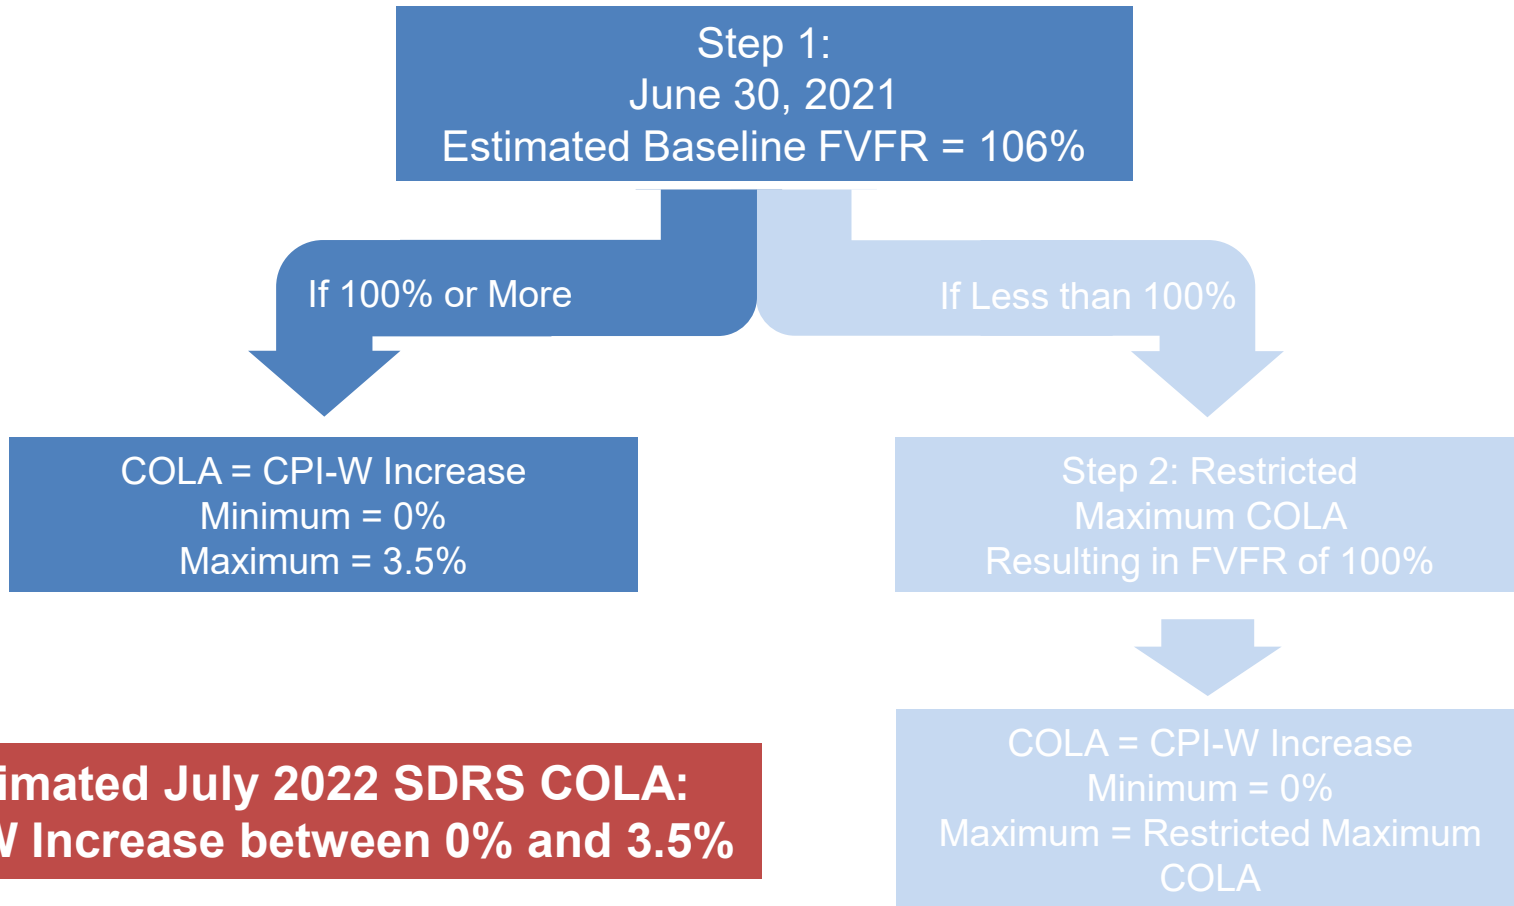 Step 1:
June 30, 2021
Estimated Baseline FVFR = 106%
If 100% or More
If Less than 100%
COLA = CPI-W Increase
Minimum = 0%
Maximum = 3.5%
Step 2: Restricted
Maximum COLA
Resulting in FVFR of 100%
COLA = CPI-W Increase
Minimum = 0%
Maximum = Restricted Maximum
COLA
July 2022 SDRS COLA:
Increase between 0% and 3.5%